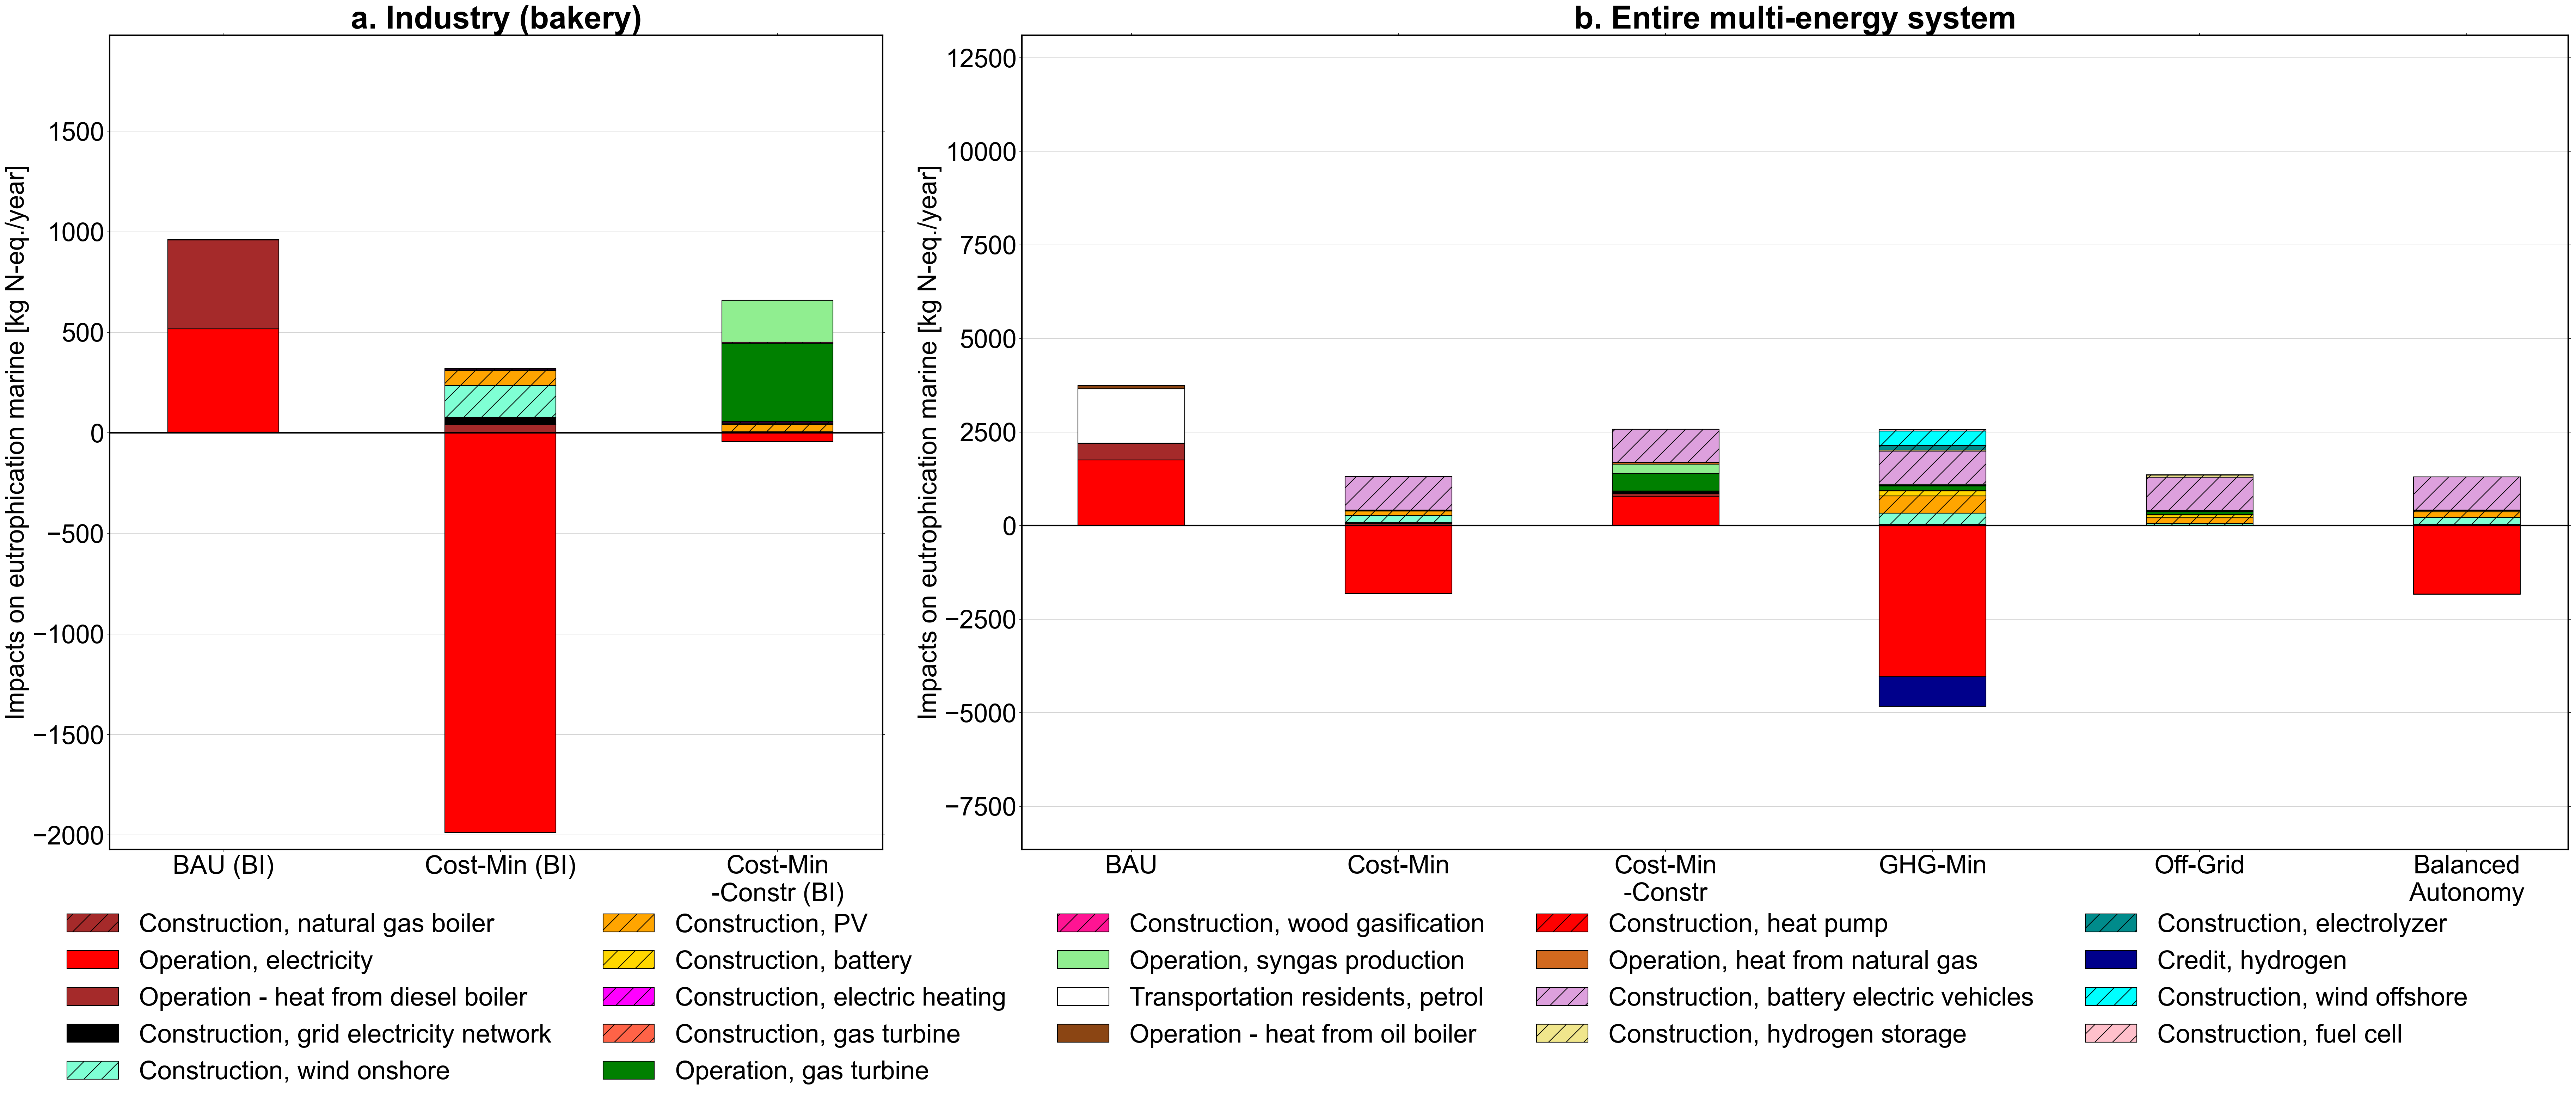 a. Industry (bakery)
Impacts on eutrophication marine [kg N-eq./year]
1500
1000
500
0
−500
−1000
−1500
−2000
BAU (BI)
Cost-Min (BI)
Cost-Min
-Constr (BI)
b. Entire multi-energy system
Impacts on eutrophication marine [kg N-eq./year]
12500
10000
7500
5000
2500
0
−2500
−5000
−7500
BAU
Cost-Min
Cost-Min
-Constr
GHG-Min
Off-Grid
Balanced
Autonomy
Construction, natural gas boiler
Operation, electricity
Operation - heat from diesel boiler
Construction, grid electricity network
Construction, wind onshore
Construction, PV
Construction, battery
Construction, electric heating
Construction, gas turbine
Operation, gas turbine
Construction, wood gasification
Operation, syngas production
Transportation residents, petrol
Operation - heat from oil boiler
Construction, heat pump
Operation, heat from natural gas
Construction, battery electric vehicles
Construction, hydrogen storage
Construction, electrolyzer
Credit, hydrogen
Construction, wind offshore
Construction, fuel cell